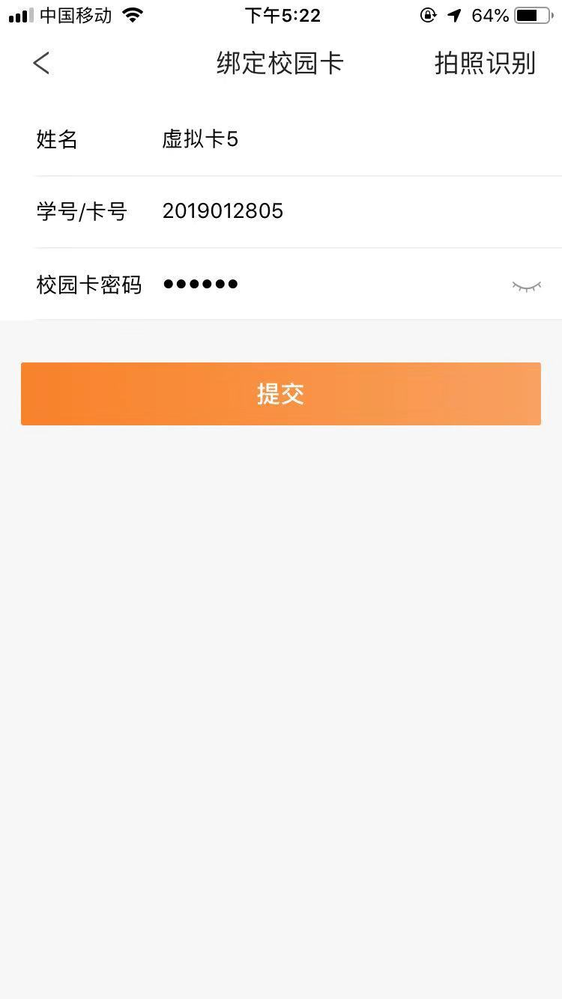 中国移动 下午5:22 64%
绑定校园卡 拍照识别
姓名 虚拟卡5
学号/卡号 2019012805
校园卡密码 ••••••
提交